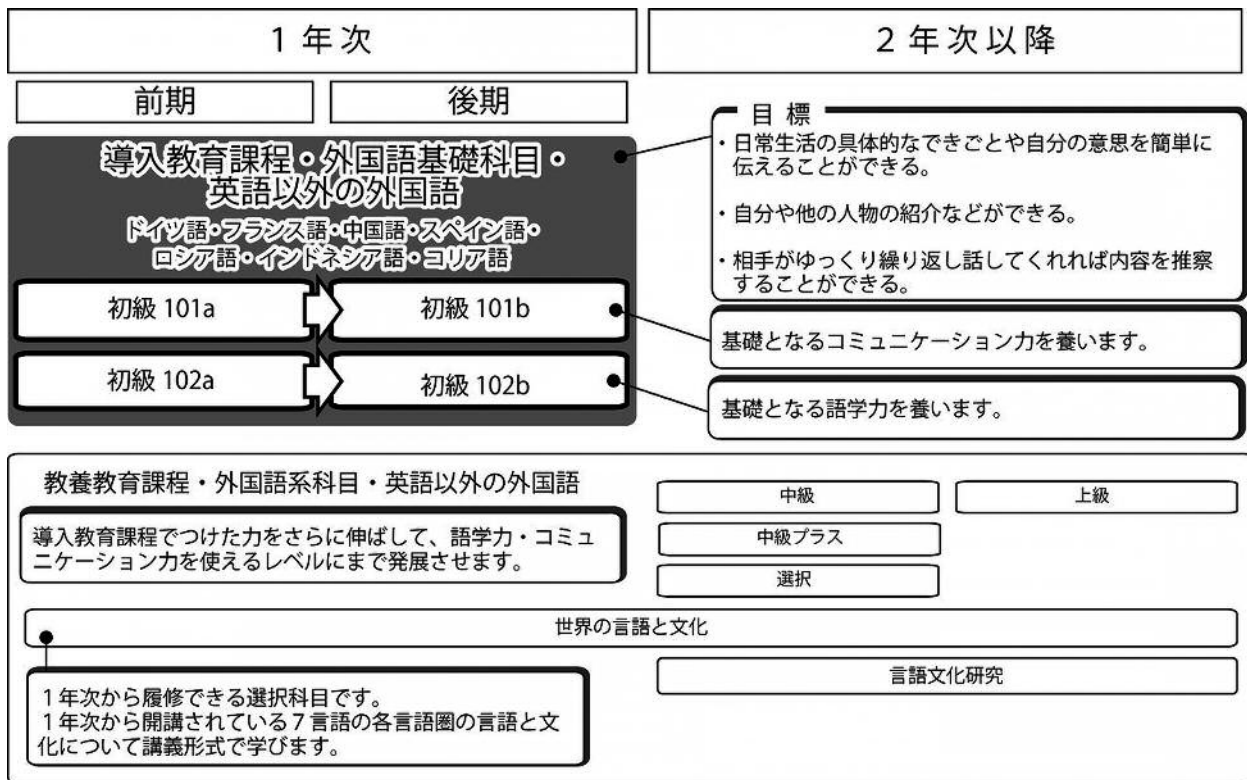 1年次
2年次以降
前期
後期
導入教育課程・外国語基礎科目・
英語以外の外国語
ドイツ語・フランス語・中国語・スペイン語・
ロシア語・インドネシア語・コリア語
初級 101a
初級 101b
初級 102a
初級 102b
目標
・日常生活の具体的なできごとや自分の意思を簡単に
伝えることができる。
・自分や他の人物の紹介などができる。
・相手がゆっくり繰り返し話してくれれば内容を推察
することができる。
基礎となるコミュニケーション力を養います。
基礎となる語学力を養います。
教養教育課程・外国語系科目・英語以外の外国語
導入教育課程でつけた力をさらに伸ばして、語学力・コミュ
ニケーション力を使えるレベルにまで発展させます。
中級
上級
中級プラス
選択
世界の言語と文化
1年次から履修できる選択科目です。
1年次から開講されている7言語の各言語圏の言語と文
化について講義形式で学びます。
言語文化研究